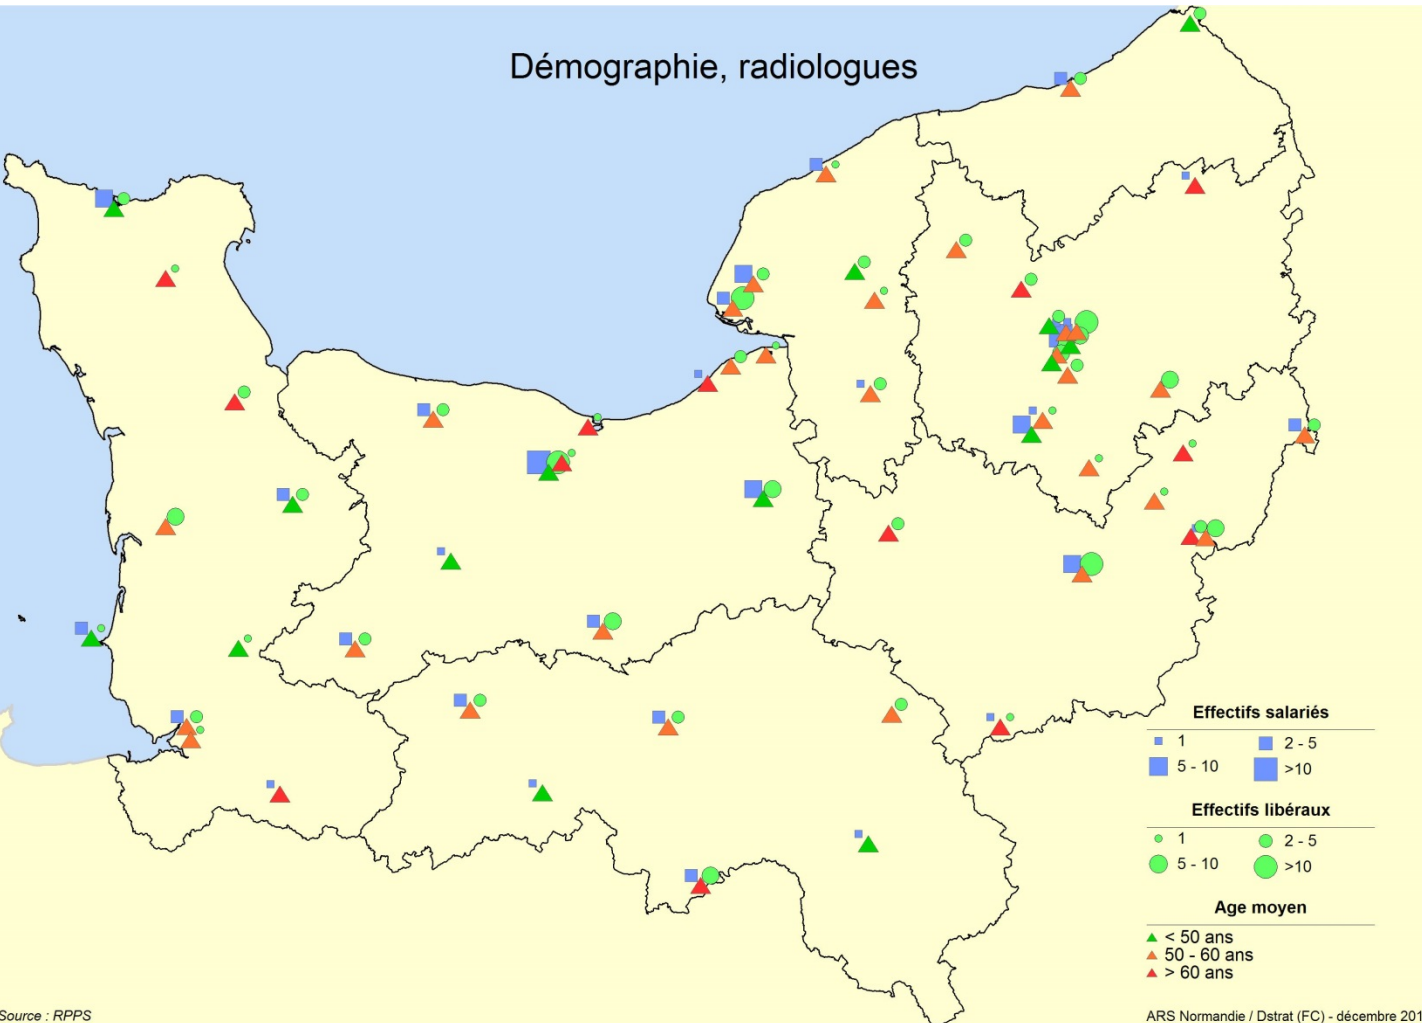 Démographie, radiologues
Effectifs salariés
1
2 - 5
5 - 10
>10
Effectifs libéraux
1
2 - 5
5 - 10
>10
Age moyen
< 50 ans
50 - 60 ans
> 60 ans
Source : RPPS
ARS Normandie / Dstrat (FC) - décembre 201